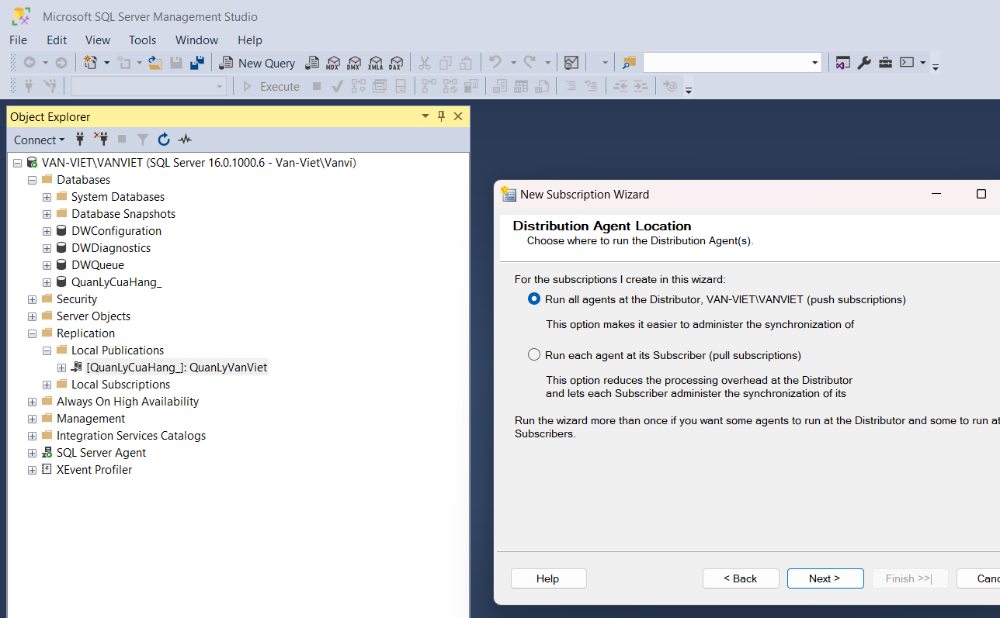 Microsoft SQL Server Management Studio
File Edit View Tools Window Help
New Query MDX DMX XMLA DAX
Execute
Object Explorer
Connect
VAN-VIET\VANVIET (SQL Server 16.0.1000.6 - Van-Viet\Vanvi)
Databases
System Databases
Database Snapshots
DWConfiguration
DWDiagnostics
DWQueue
QuanLyCuaHang_
Security
Server Objects
Replication
Local Publications
[QuanLyCuaHang_]: QuanLyVanViet
Local Subscriptions
Always On High Availability
Management
Integration Services Catalogs
SQL Server Agent
XEvent Profiler
New Subscription Wizard
Distribution Agent Location
Choose where to run the Distribution Agent(s).
For the subscriptions I create in this wizard:
Run all agents at the Distributor, VAN-VIET\VANVIET (push subscriptions)
This option makes it easier to administer the synchronization of
Run each agent at its Subscriber (pull subscriptions)
This option reduces the processing overhead at the Distributor
and lets each Subscriber administer the synchronization of its
Run the wizard more than once if you want some agents to run at the Distributor and some to run at
Subscribers.
Help < Back Next > Finish >>| Canc